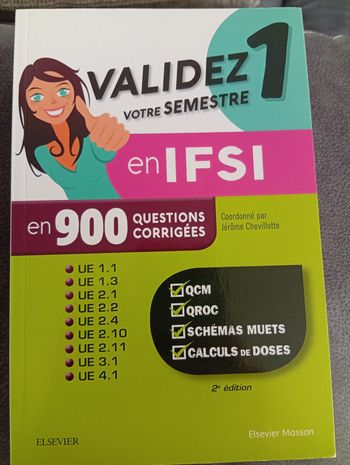 VALIDEZ 1
VOTRE SEMESTRE
en IFSI
en 900 QUESTIONS
CORRIGÉES
Coordonné par
Jérôme Chevillotte
UE 1.1
UE 1.3
UE 2.1
UE 2.2
UE 2.4
UE 2.10
UE 2.11
UE 3.1
UE 4.1
QCM
QROC
SCHÉMAS MUETS
CALCULS DE DOSES
2e édition
ELSEVIER
Elsevier Masson